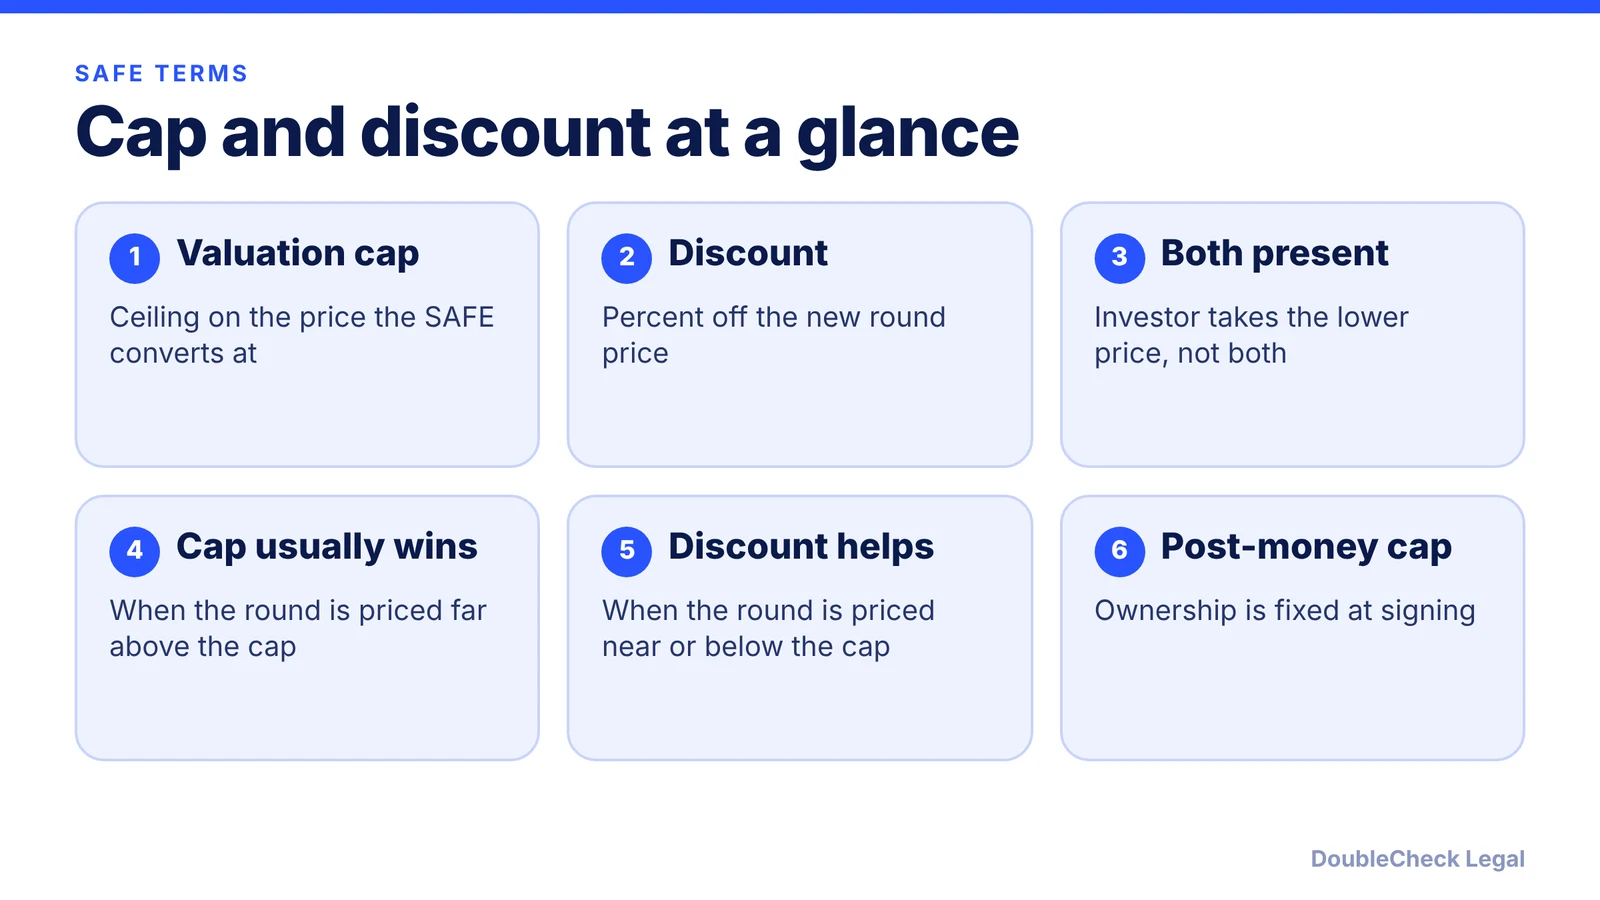 SAFE TERMS
Cap and discount at a glance
1 Valuation cap
Ceiling on the price the SAFE
converts at
2 Discount
Percent off the new round
price
3 Both present
Investor takes the lower
price, not both
4 Cap usually wins
When the round is priced far
above the cap
5 Discount helps
When the round is priced
near or below the cap
6 Post-money cap
Ownership is fixed at signing
DoubleCheck Legal